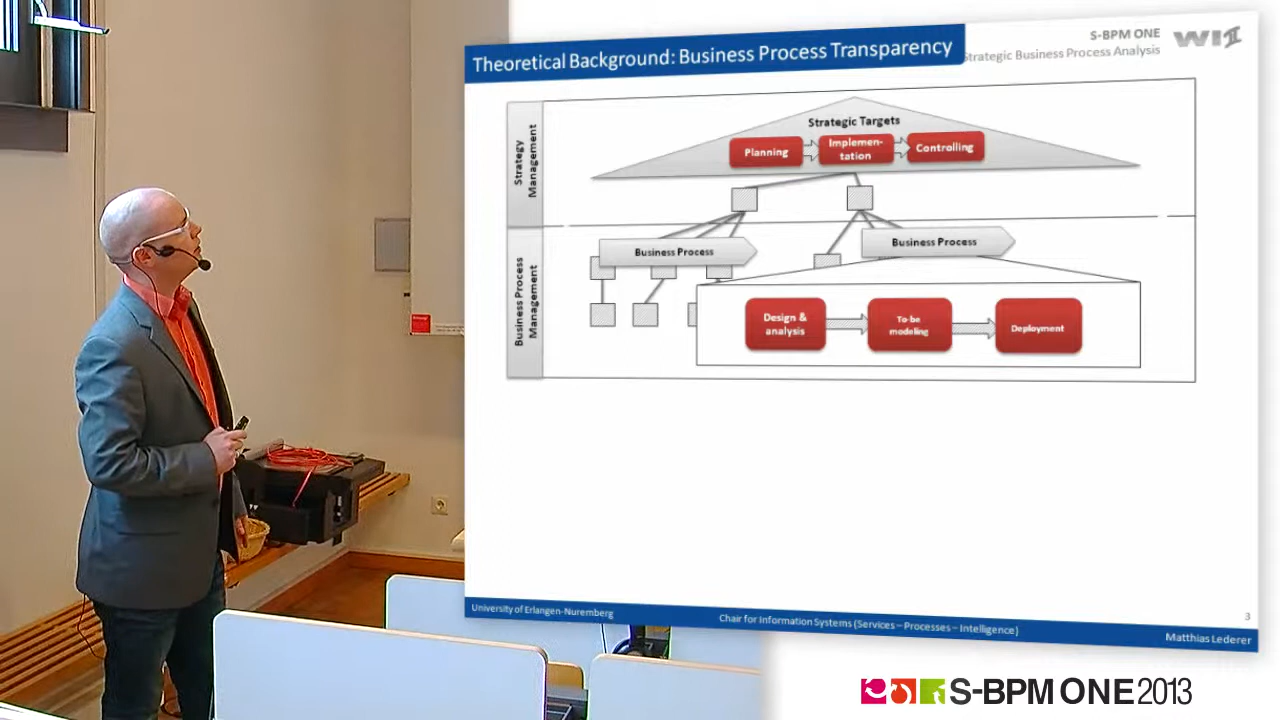 Theoretical Background: Business Process Transparency
S-BPM ONE
Strategic Business Process Analysis
WI2
Strategy
Management
Strategic Targets
Planning
Implemen-
tation
Controlling
Business Process
Management
Business Process
Business Process
Design &
analysis
To-be
modeling
Deployment
3
University of Erlangen-Nuremberg
Chair for Information Systems (Services – Processes – Intelligence)
Matthias Lederer
S-BPM ONE 2013